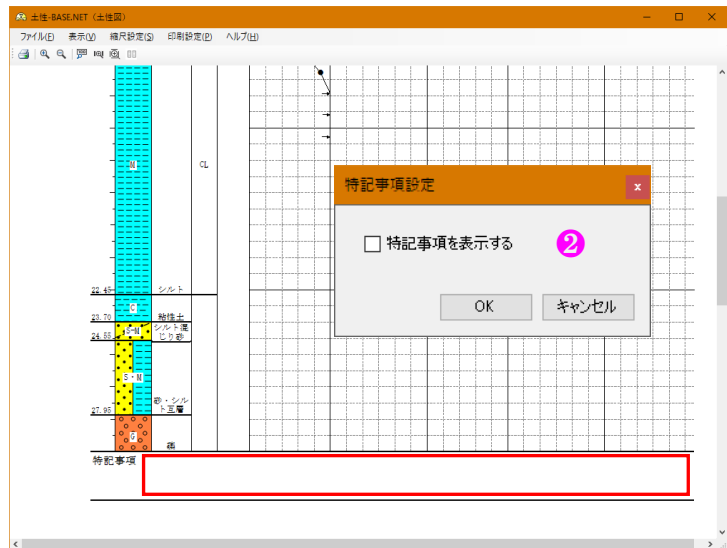 土性-BASE.NET（土性図）
ファイル(F) 表示(V) 縮尺設定(S) 印刷設定(P) ヘルプ(H)
M
CL
特記事項設定
x
特記事項を表示する
2
OK キャンセル
22.45 シルト
C
23.70 粘性土
S-M シルト混
24.55 じり砂
S・M
砂・シル
27.95 ト互層
G
礫
特記事項